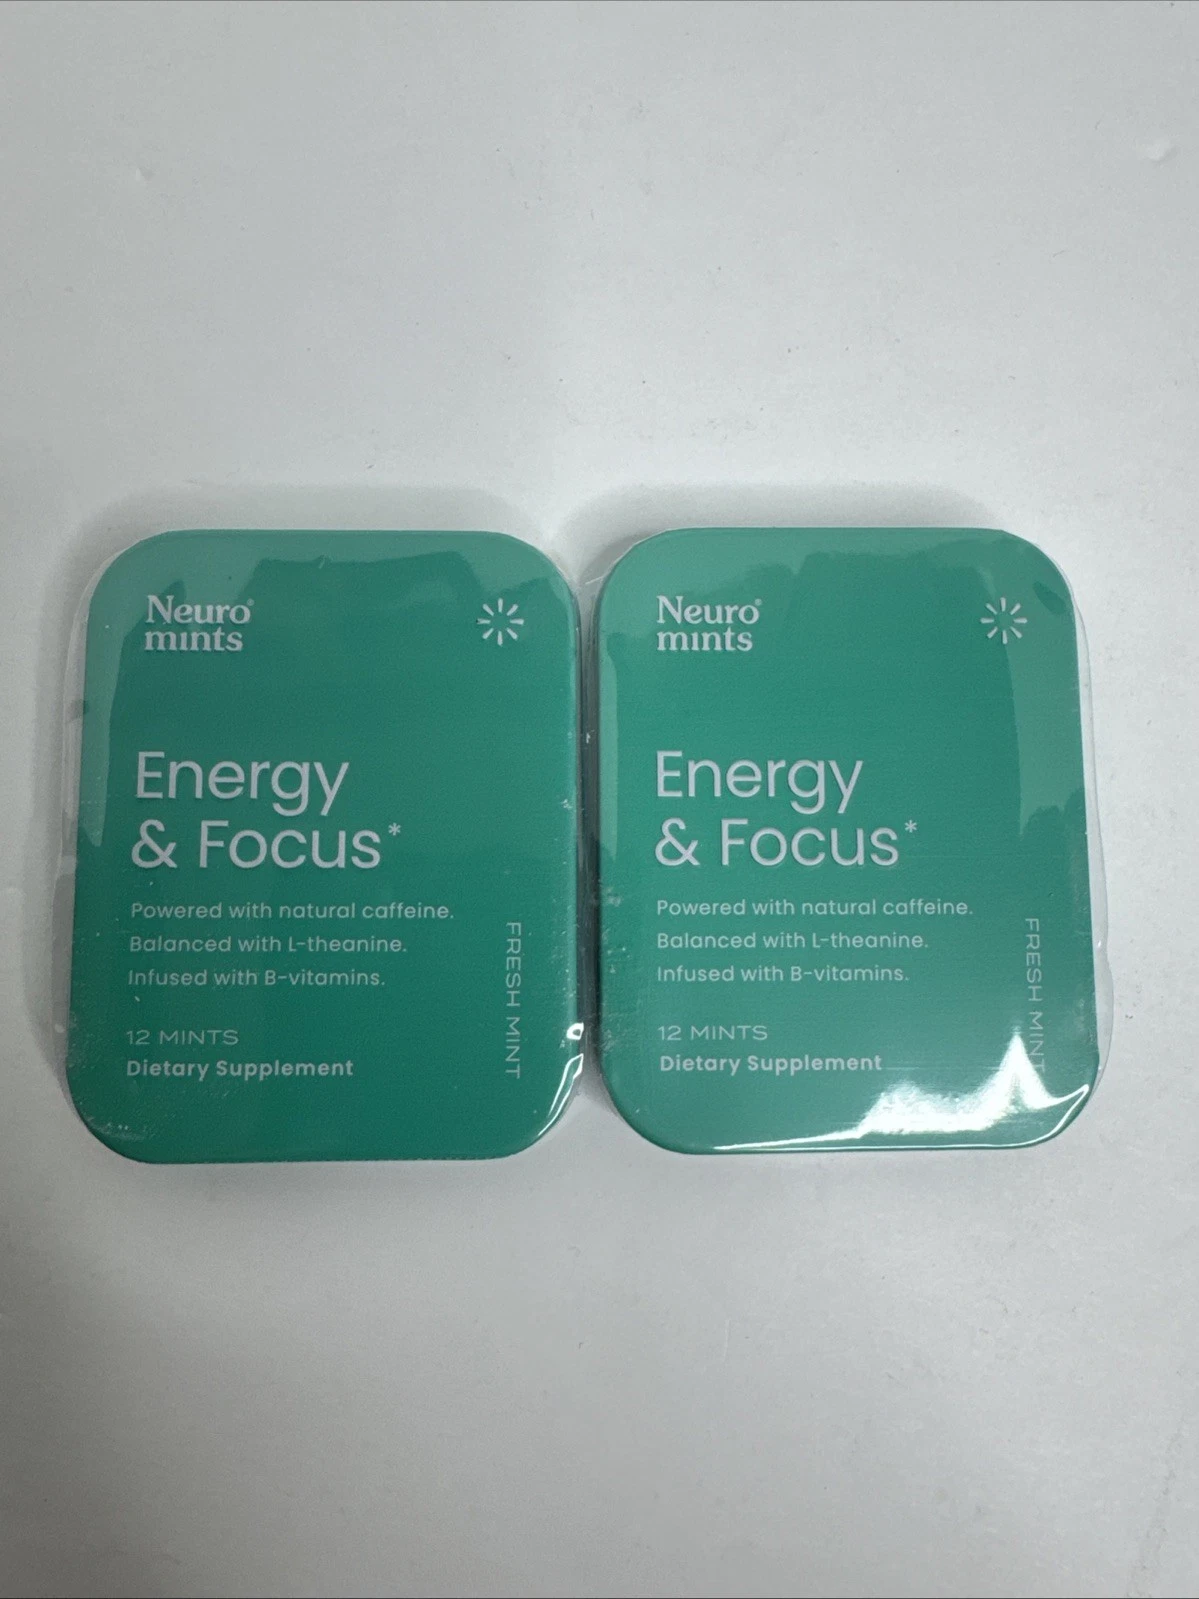 Neuro®
mints
Energy
& Focus*
Powered with natural caffeine.
Balanced with L-theanine.
Infused with B-vitamins.
12 MINTS
Dietary Supplement
FRESH MINT
Neuro®
mints
Energy
& Focus*
Powered with natural caffeine.
Balanced with L-theanine.
Infused with B-vitamins.
12 MINTS
Dietary Supplement
FRESH MINT